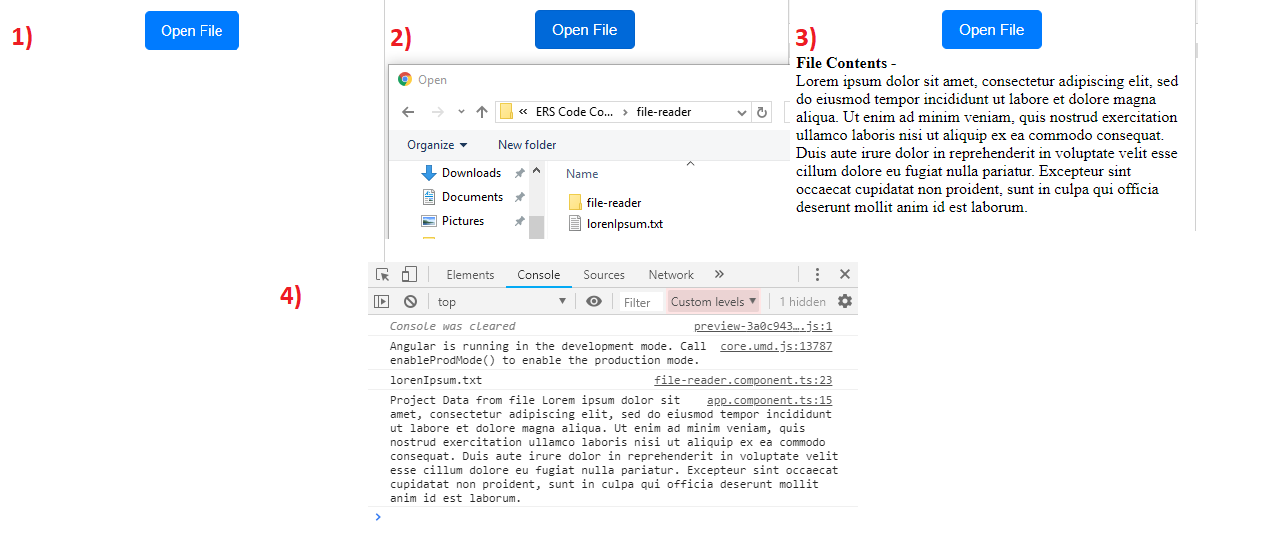 1)
Open File
2)
Open File
Open
« ERS Code Co... > file-reader
Organize
New folder
Downloads
Documents
Pictures
Name
file-reader
lorenIpsum.txt
3)
Open File
File Contents -
Lorem ipsum dolor sit amet, consectetur adipiscing elit, sed
do eiusmod tempor incididunt ut labore et dolore magna
aliqua. Ut enim ad minim veniam, quis nostrud exercitation
ullamco laboris nisi ut aliquip ex ea commodo consequat.
Duis aute irure dolor in reprehenderit in voluptate velit esse
cillum dolore eu fugiat nulla pariatur. Excepteur sint
occaecat cupidatat non proident, sunt in culpa qui officia
deserunt mollit anim id est laborum.
4)
Elements Console Sources Network »
top Filter Custom levels 1 hidden
Console was cleared preview-3a0c943….js:1
Angular is running in the development mode. Call core.umd.js:13787
enableProdMode() to enable the production mode.
lorenIpsum.txt file-reader.component.ts:23
Project Data from file Lorem ipsum dolor sit app.component.ts:15
amet, consectetur adipiscing elit, sed do eiusmod tempor incididunt
ut labore et dolore magna aliqua. Ut enim ad minim veniam, quis
nostrud exercitation ullamco laboris nisi ut aliquip ex ea commodo
consequat. Duis aute irure dolor in reprehenderit in voluptate velit
esse cillum dolore eu fugiat nulla pariatur. Excepteur sint occaecat
cupidatat non proident, sunt in culpa qui officia deserunt mollit
anim id est laborum.
>